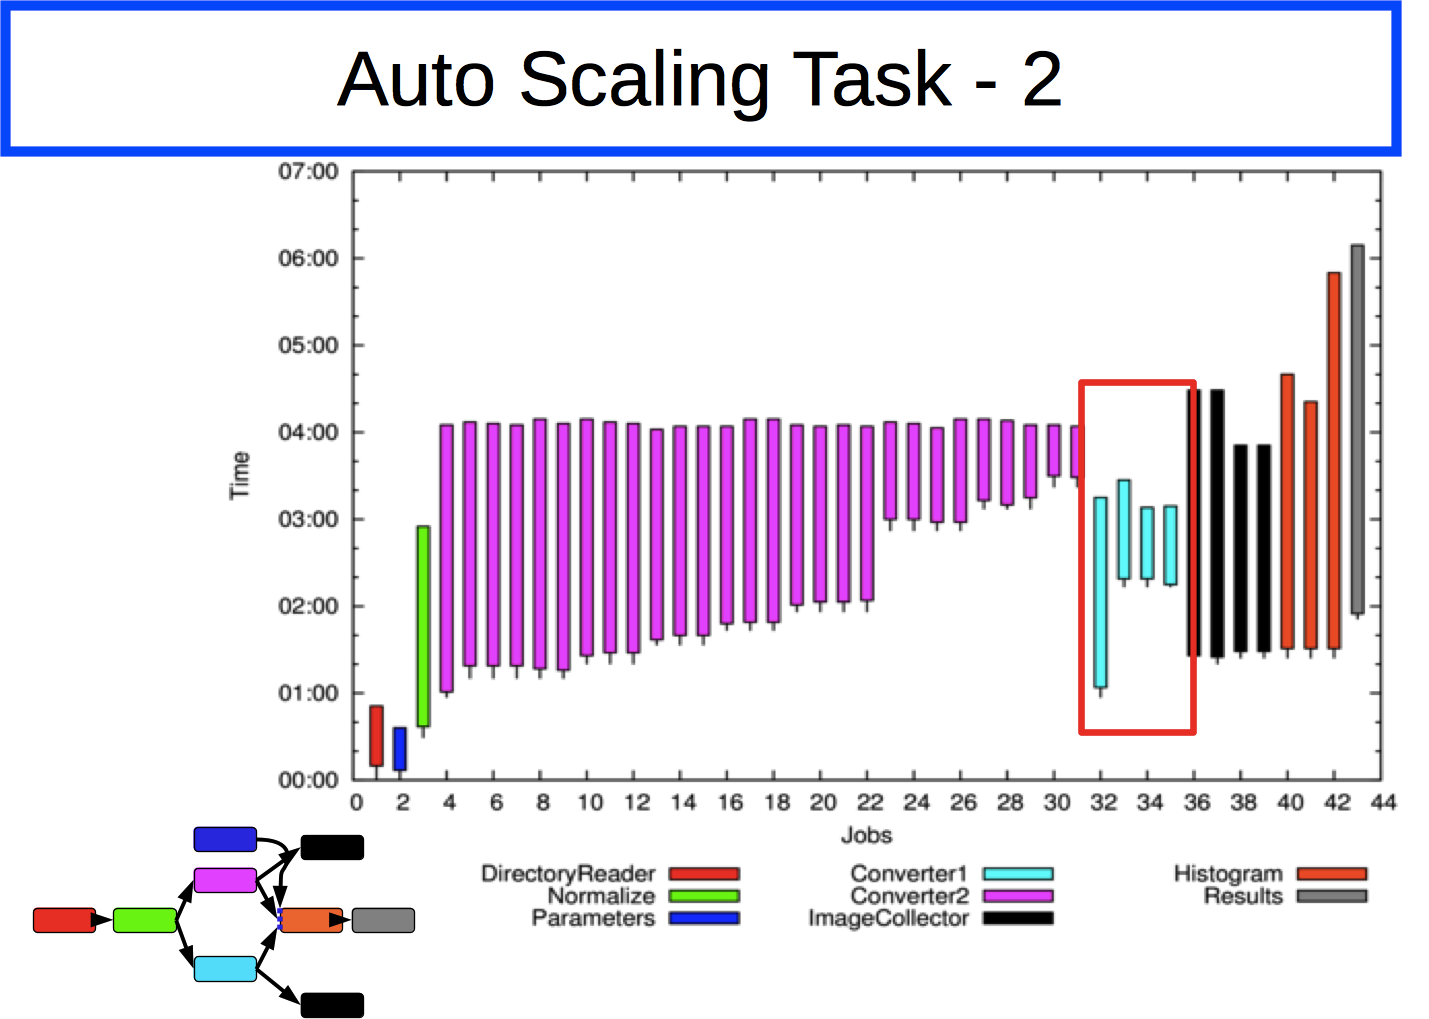 Auto Scaling Task - 2
07:00
06:00
05:00
04:00
03:00
02:00
01:00
00:00
Time
0 2 4 6 8 10 12 14 16 18 20 22 24 26 28 30 32 34 36 38 40 42 44
Jobs
DirectoryReader Converter1 Histogram
Normalize Converter2 Results
Parameters ImageCollector